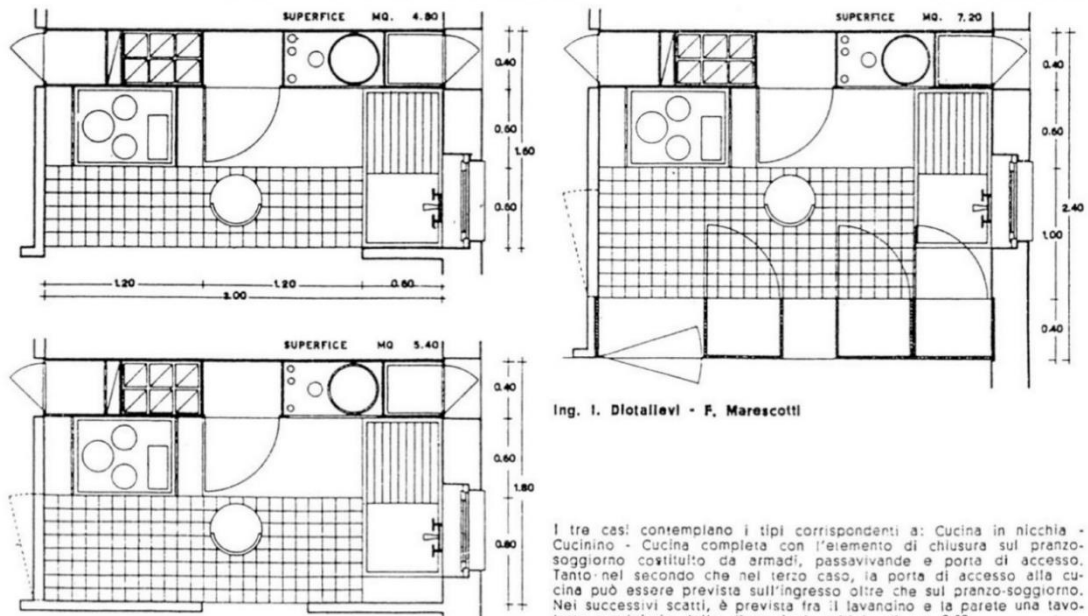 SUPERFICE MQ. 4.80
0.40
0.60
1.60
0.60
1.20 1.20 0.60
3.00
SUPERFICE MQ 5.40
0.40
0.60
1.80
0.80
SUPERFICE MQ. 7.20
0.40
0.60
2.40
1.00
0.40
Ing. I. Diotallevi - F. Marescotti
I tre casi contemplano i tipi corrispondenti a: Cucina in nicchia -
Cucinino - Cucina completa con l'elemento di chiusura sul pranzo-
soggiorno costituito da armadi, passavivande e porta di accesso.
Tanto nel secondo che nel terzo caso, la porta di accesso alla cu-
cina può essere prevista sull'ingresso oltre che sul pranzo-soggiorno.
Nei successivi scatti, è prevista fra il lavandino e la parete una tavo-